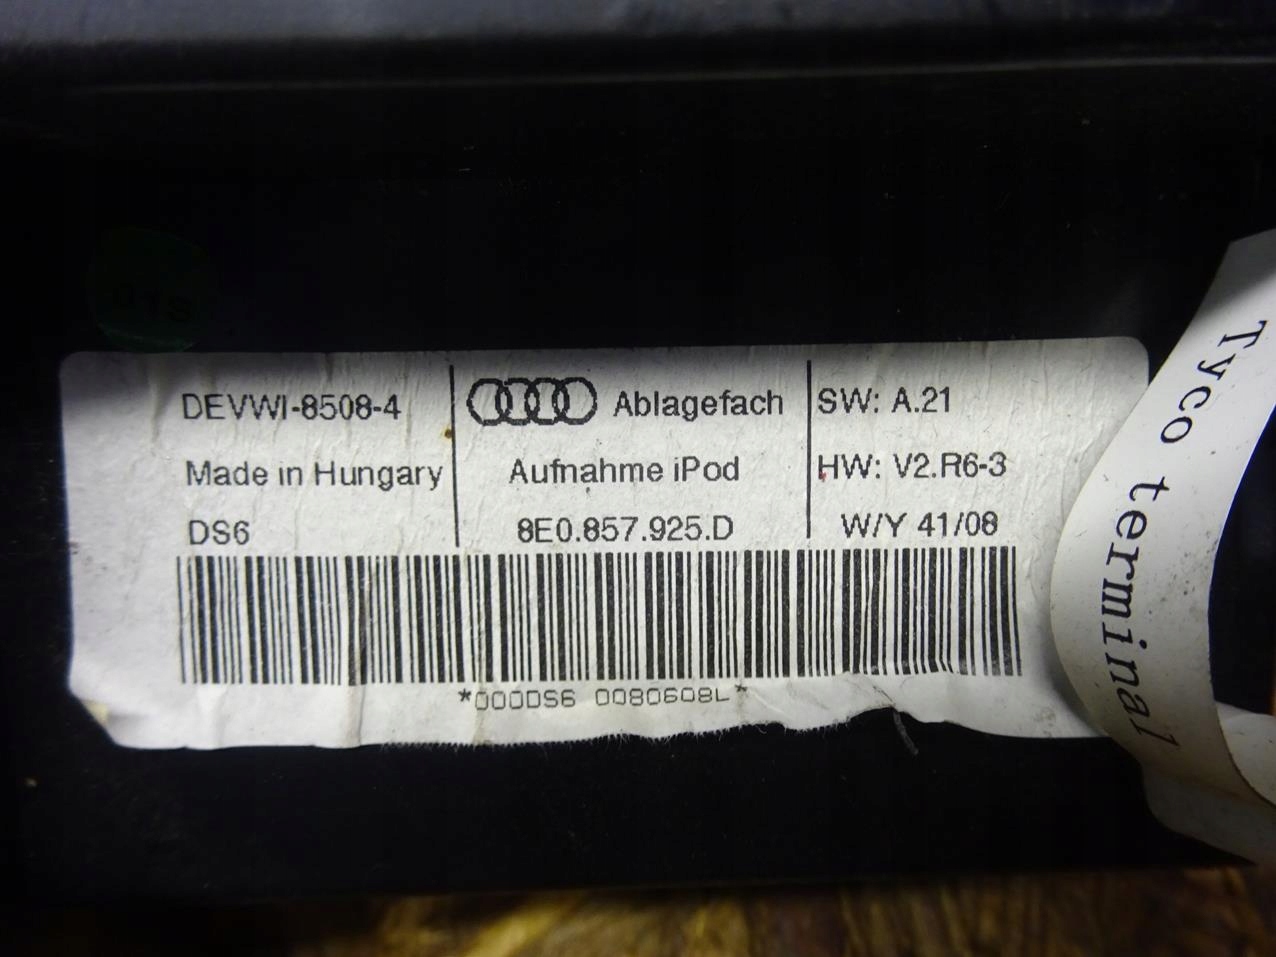 DEVWI-8508-4
Made in Hungary
DS6
Ablagefach
Aufnahme iPod
8E0.857.925.D
SW: A.21
HW: V2.R6-3
W/Y 41/08
*000DS6 0080608L*
Tyco terminal
01S